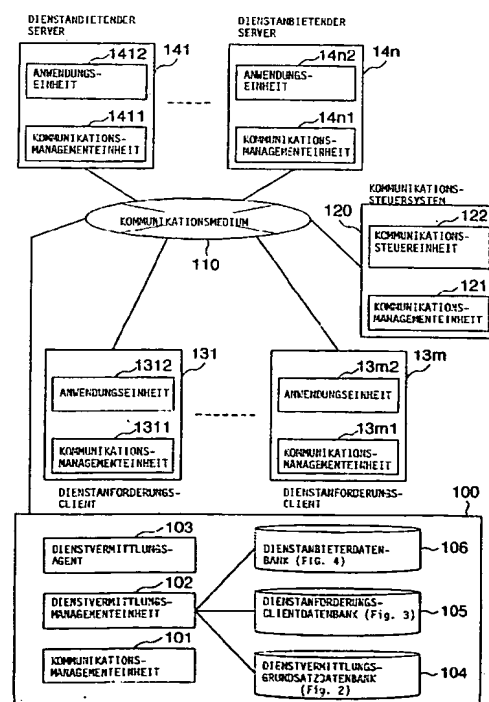 DIENSTANBIETENDER
SERVER
DIENSTANBIETENDER
SERVER
1412
141
ANWENDUNGS-
EINHEIT
1411
KOMMUNIKATIONS-
MANAGEMENTEINHEIT
14n2
14n
ANWENDUNGS-
EINHEIT
14n1
KOMMUNIKATIONS-
MANAGEMENTEINHEIT
KOMMUNIKATIONSMEDIUM
110
KOMMUNIKATIONS-
STEUERSYSTEM
120
122
KOMMUNIKATIONS-
STEUEREINHEIT
121
KOMMUNIKATIONS-
MANAGEMENTEINHEIT
1312
131
ANWENDUNGSEINHEIT
1311
KOMMUNIKATIONS-
MANAGEMENTEINHEIT
DIENSTANFORDERUNGS-
CLIENT
13m2
13m
ANWENDUNGSEINHEIT
13m1
KOMMUNIKATIONS-
MANAGEMENTEINHEIT
DIENSTANFORDERUNGS-
CLIENT
100
103
DIENSTVERMITTLUNGS-
AGENT
102
DIENSTVERMITTLUNGS-
MANAGEMENTEINHEIT
101
KOMMUNIKATIONS-
MANAGEMENTEINHEIT
DIENSTANBIETERDATEN-
BANK (FIG. 4)
106
DIENSTANFORDERUNGS-
CLIENTDATENBANK (Fig. 3)
105
DIENSTVERMITTLUNGS-
GRUNDSATZDATENBANK
(Fig. 2)
104